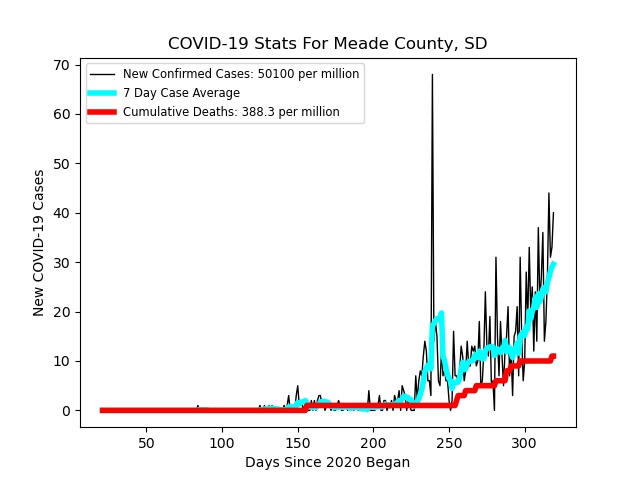 COVID-19 Stats For Meade County, SD
New Confirmed Cases: 50100 per million
7 Day Case Average
Cumulative Deaths: 388.3 per million
New COVID-19 Cases
70
60
50
40
30
20
10
0
50 100 150 200 250 300
Days Since 2020 Began